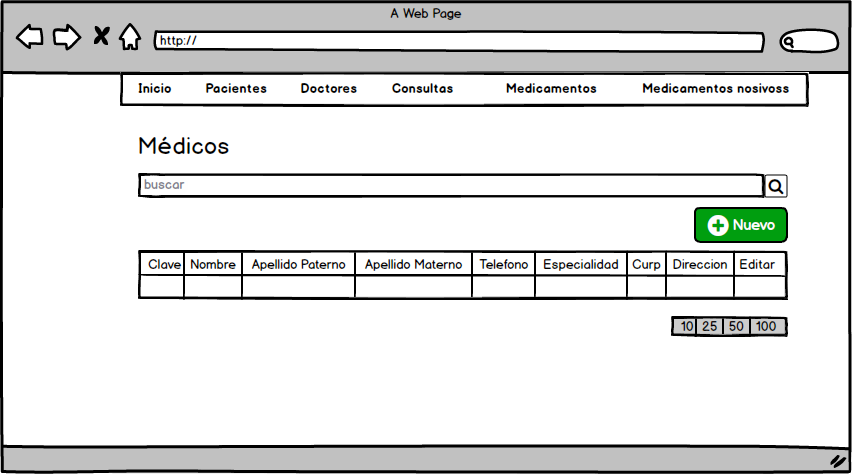 A Web Page
http://
Inicio Pacientes Doctores Consultas Medicamentos Medicamentos nosivoss
Médicos
buscar
Nuevo
Clave Nombre Apellido Paterno Apellido Materno Telefono Especialidad Curp Direccion Editar
10 25 50 100